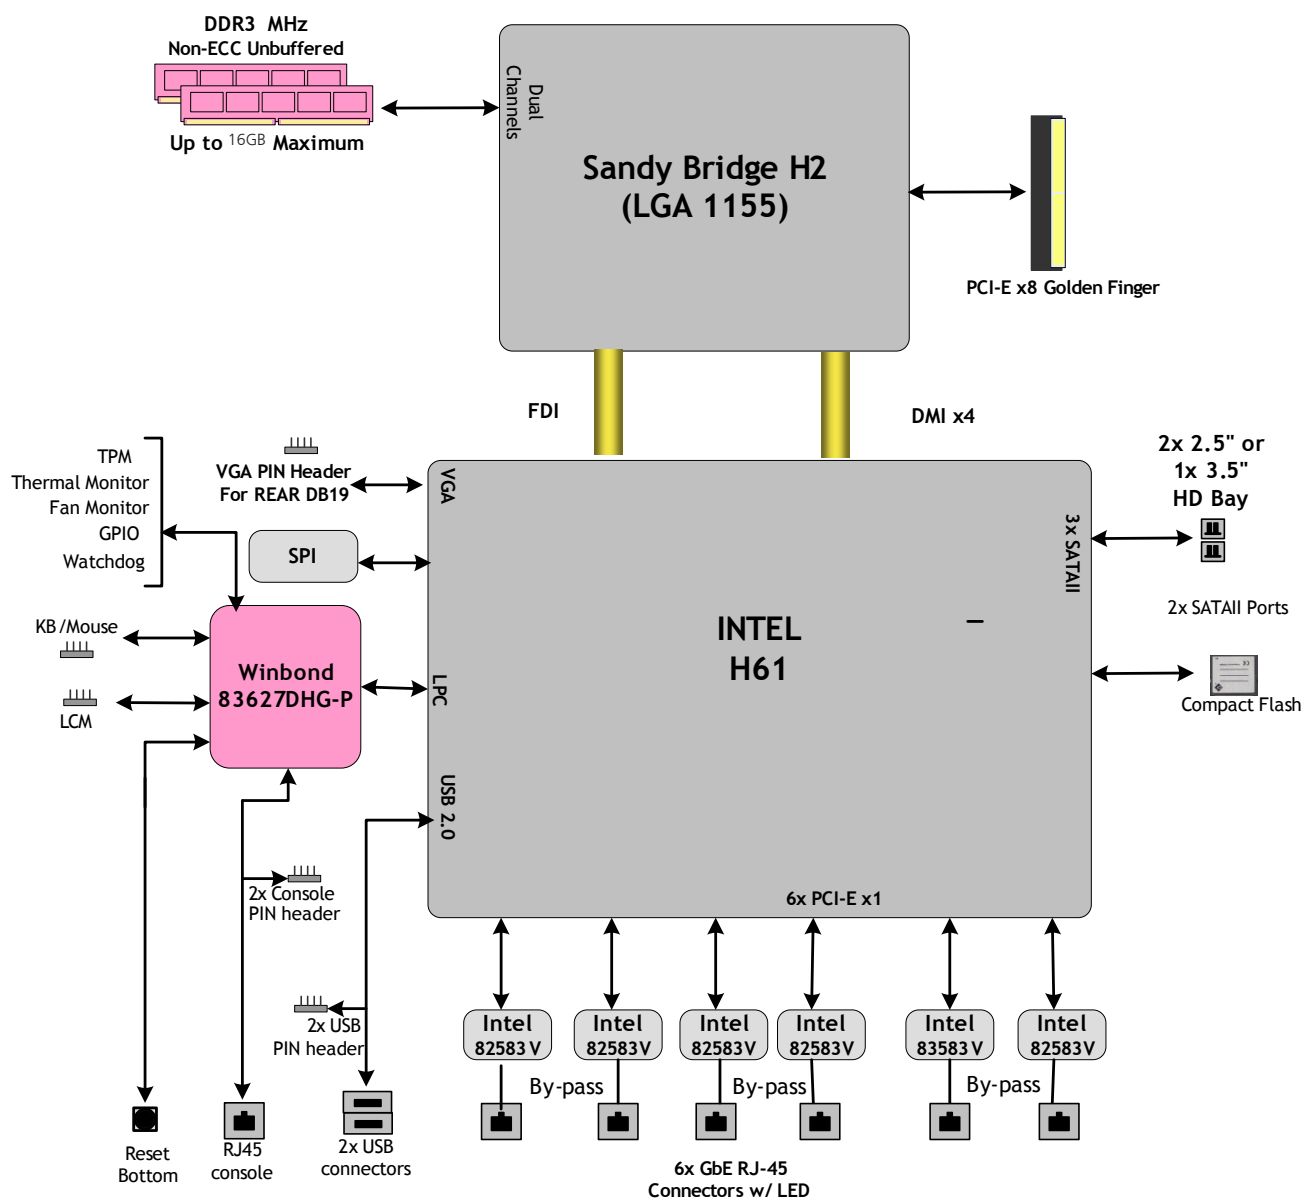 DDR3 MHz
Non-ECC Unbuffered
Up to 16GB Maximum
Dual
Channels
Sandy Bridge H2
(LGA 1155)
PCI-E x8 Golden Finger
FDI
DMI x4
TPM
Thermal Monitor
Fan Monitor
GPIO
Watchdog
VGA PIN Header
For REAR DB19
VGA
SPI
2x 2.5" or
1x 3.5"
HD Bay
3x SATAII
2x SATAII Ports
INTEL
H61
KB/Mouse
LCM
Winbond
83627DHG-P
LPC
Compact Flash
USB 2.0
2x Console
PIN header
6x PCI-E x1
2x USB
PIN header
Intel
82583V
Intel
82583V
Intel
82583V
Intel
82583V
Intel
83583V
Intel
82583V
By-pass
By-pass
By-pass
Reset
Bottom
RJ45
console
2x USB
connectors
6x GbE RJ-45
Connectors w/ LED